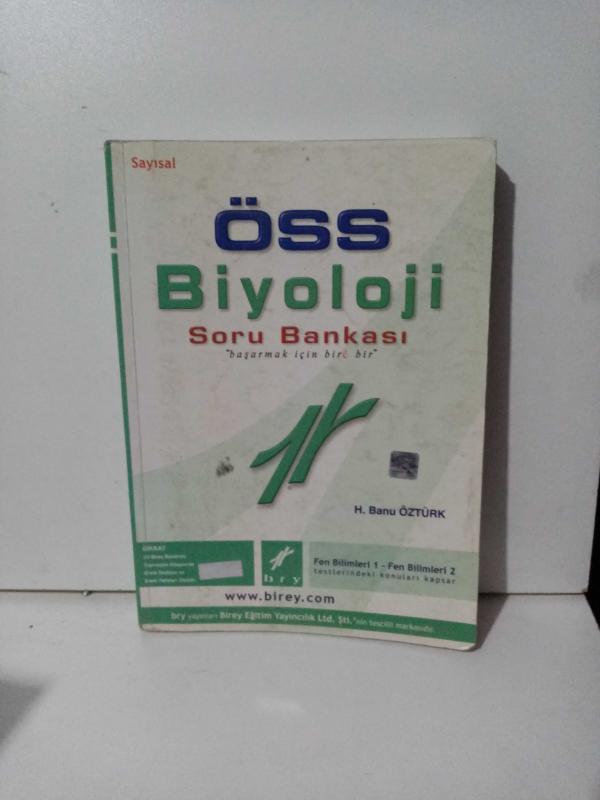 Sayısal
ÖSS
Biyoloji
Soru Bankası
"başarmak için birè bir"
H. Banu ÖZTÜRK
DİKKAT
bry
Fen Bilimleri 1 - Fen Bilimleri 2
testlerindeki konuları kapsar
www.birey.com
bry yayınları Birey Eğitim Yayıncılık Ltd. Şti.'nin tescilli markasıdır.